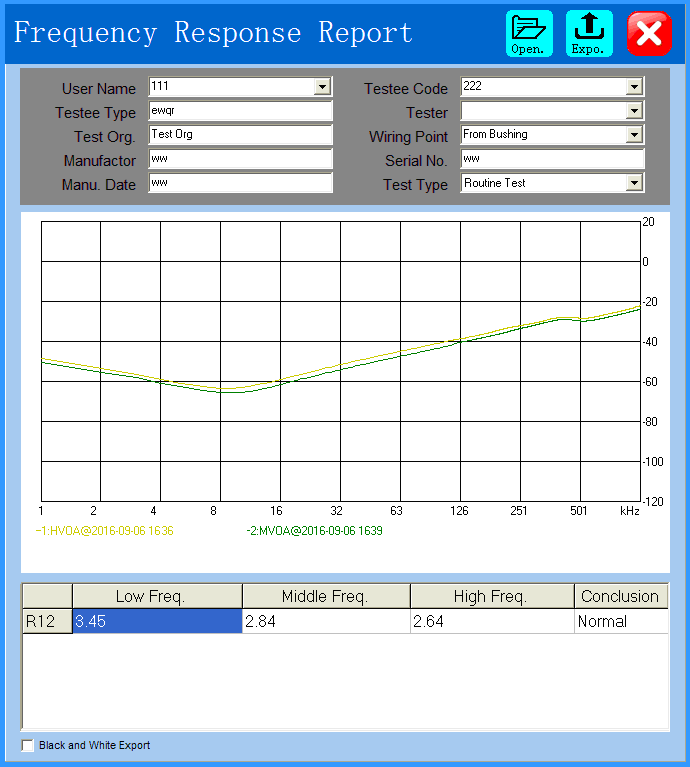 Frequency Response Report
Open. Expo.
User Name 111 Testee Code 222
Testee Type ewqr Tester
Test Org. Test Org Wiring Point From Bushing
Manufactor ww Serial No. ww
Manu. Date ww Test Type Routine Test
20
0
-20
-40
-60
-80
-100
-120
1 2 4 8 16 32 63 126 251 501 kHz
-1:HVOA@2016-09-06 1636 -2:MVOA@2016-09-06 1639
Low Freq. Middle Freq. High Freq. Conclusion
R12 3.45 2.84 2.64 Normal
Black and White Export